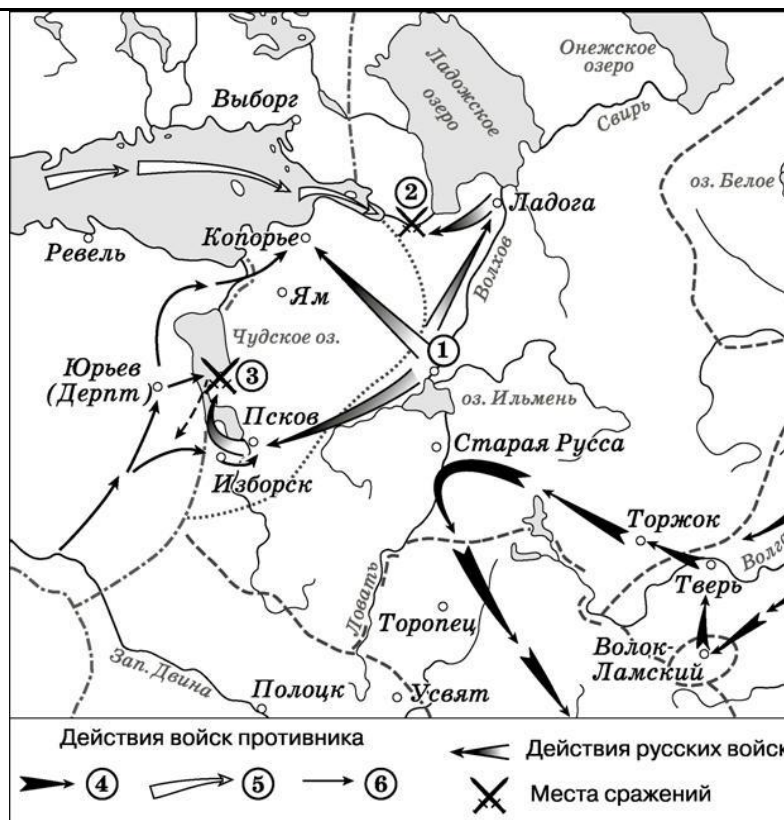 Онежское
озеро
Ладожское
озеро
Свирь
Выборг
оз. Белое
②
Ладога
Копорье
Ревель
Волхов
Ям
Чудское оз.
①
Юрьев
(Дерпт)
③
оз. Ильмень
Псков
Старая Русса
Изборск
Торжок
Волга
Тверь
Ловать
Торопец
Волок-
Ламский
Зап. Двина
Полоцк
Усвят
Действия войск противника
④ ⑤ ⑥
Действия русских войск
Места сражений